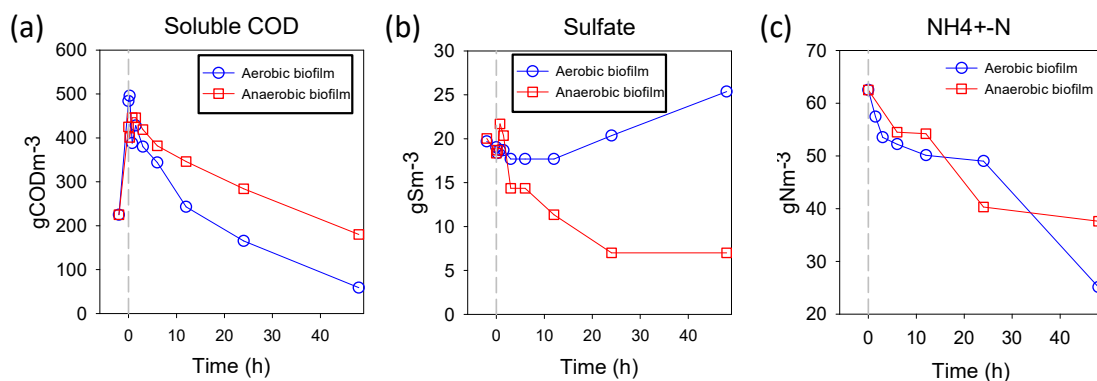 (a) Soluble COD
600
500
400
300
200
100
0
gCODm-3
Aerobic biofilm
Anaerobic biofilm
0 10 20 30 40
Time (h)
(b) Sulfate
30
25
20
15
10
5
0
gSm-3
Aerobic biofilm
Anaerobic biofilm
0 10 20 30 40
Time (h)
(c) NH4+-N
70
60
50
40
30
20
gNm-3
Aerobic biofilm
Anaerobic biofilm
0 10 20 30 40
Time (h)